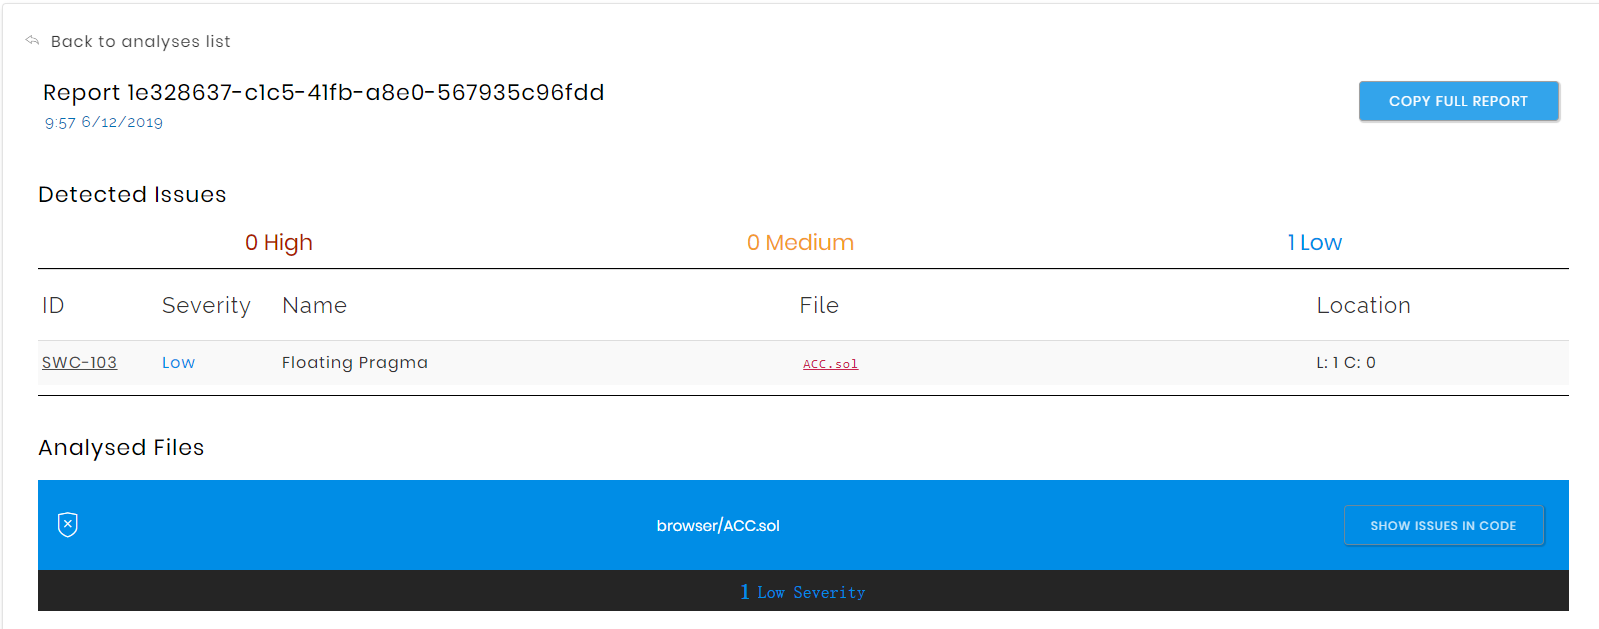 Back to analyses list
Report 1e328637-c1c5-41fb-a8e0-567935c96fdd
COPY FULL REPORT
9:57 6/12/2019
Detected Issues
0 High 0 Medium 1 Low
ID Severity Name File Location
SWC-103 Low Floating Pragma ACC.sol L: 1 C: 0
Analysed Files
browser/ACC.sol SHOW ISSUES IN CODE
1 Low Severity